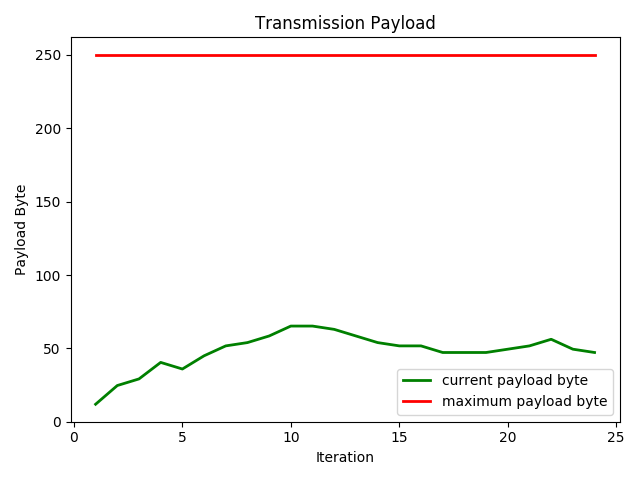 Transmission Payload
250
200
150
100
50
0
Payload Byte
0 5 10 15 20 25
Iteration
current payload byte
maximum payload byte